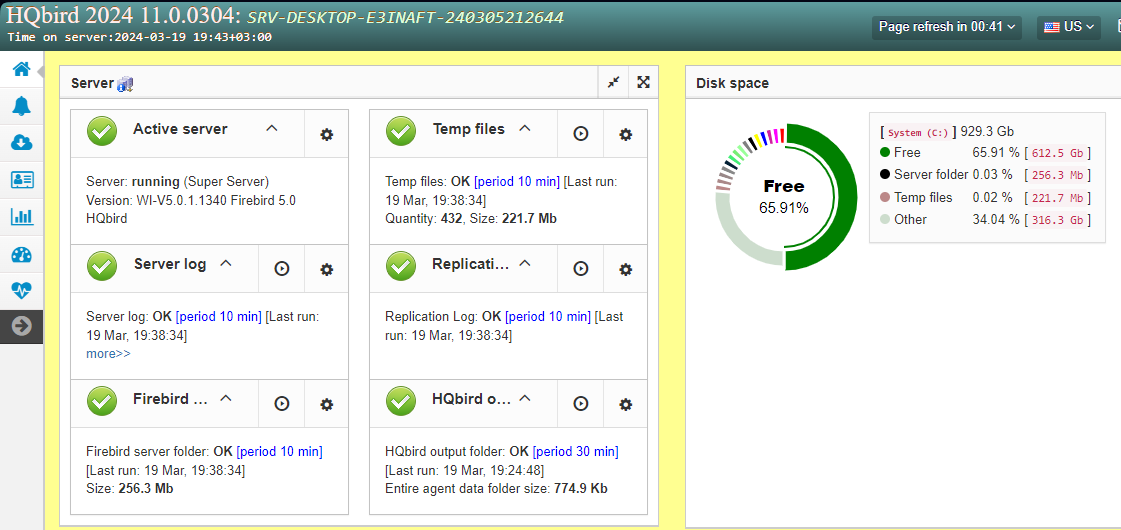 HQbird 2024 11.0.0304: SRV-DESKTOP-E3INAFT-240305212644
Time on server:2024-03-19 19:43+03:00
Page refresh in 00:41
US
Server
Active server
Server: running (Super Server)
Version: WI-V5.0.1.1340 Firebird 5.0
HQbird
Temp files
Temp files: OK [period 10 min] [Last run:
19 Mar, 19:38:34]
Quantity: 432, Size: 221.7 Mb
Server log
Server log: OK [period 10 min] [Last run:
19 Mar, 19:38:34]
more>>
Replicati...
Replication Log: OK [period 10 min] [Last
run: 19 Mar, 19:38:34]
Firebird ...
Firebird server folder: OK [period 10 min]
[Last run: 19 Mar, 19:38:34]
Size: 256.3 Mb
HQbird o...
HQbird output folder: OK [period 30 min]
[Last run: 19 Mar, 19:24:48]
Entire agent data folder size: 774.9 Kb
Disk space
Free
65.91%
[ System (C:) ] 929.3 Gb
Free 65.91 % [ 612.5 Gb ]
Server folder 0.03 % [ 256.3 Mb ]
Temp files 0.02 % [ 221.7 Mb ]
Other 34.04 % [ 316.3 Gb ]